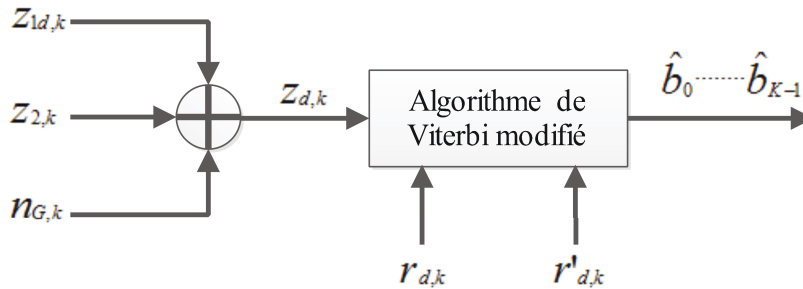 z1d,k
z2,k
nG,k
zd,k
Algorithme de
Viterbi modifié
b̂0 ........ b̂K−1
rd,k
r'd,k